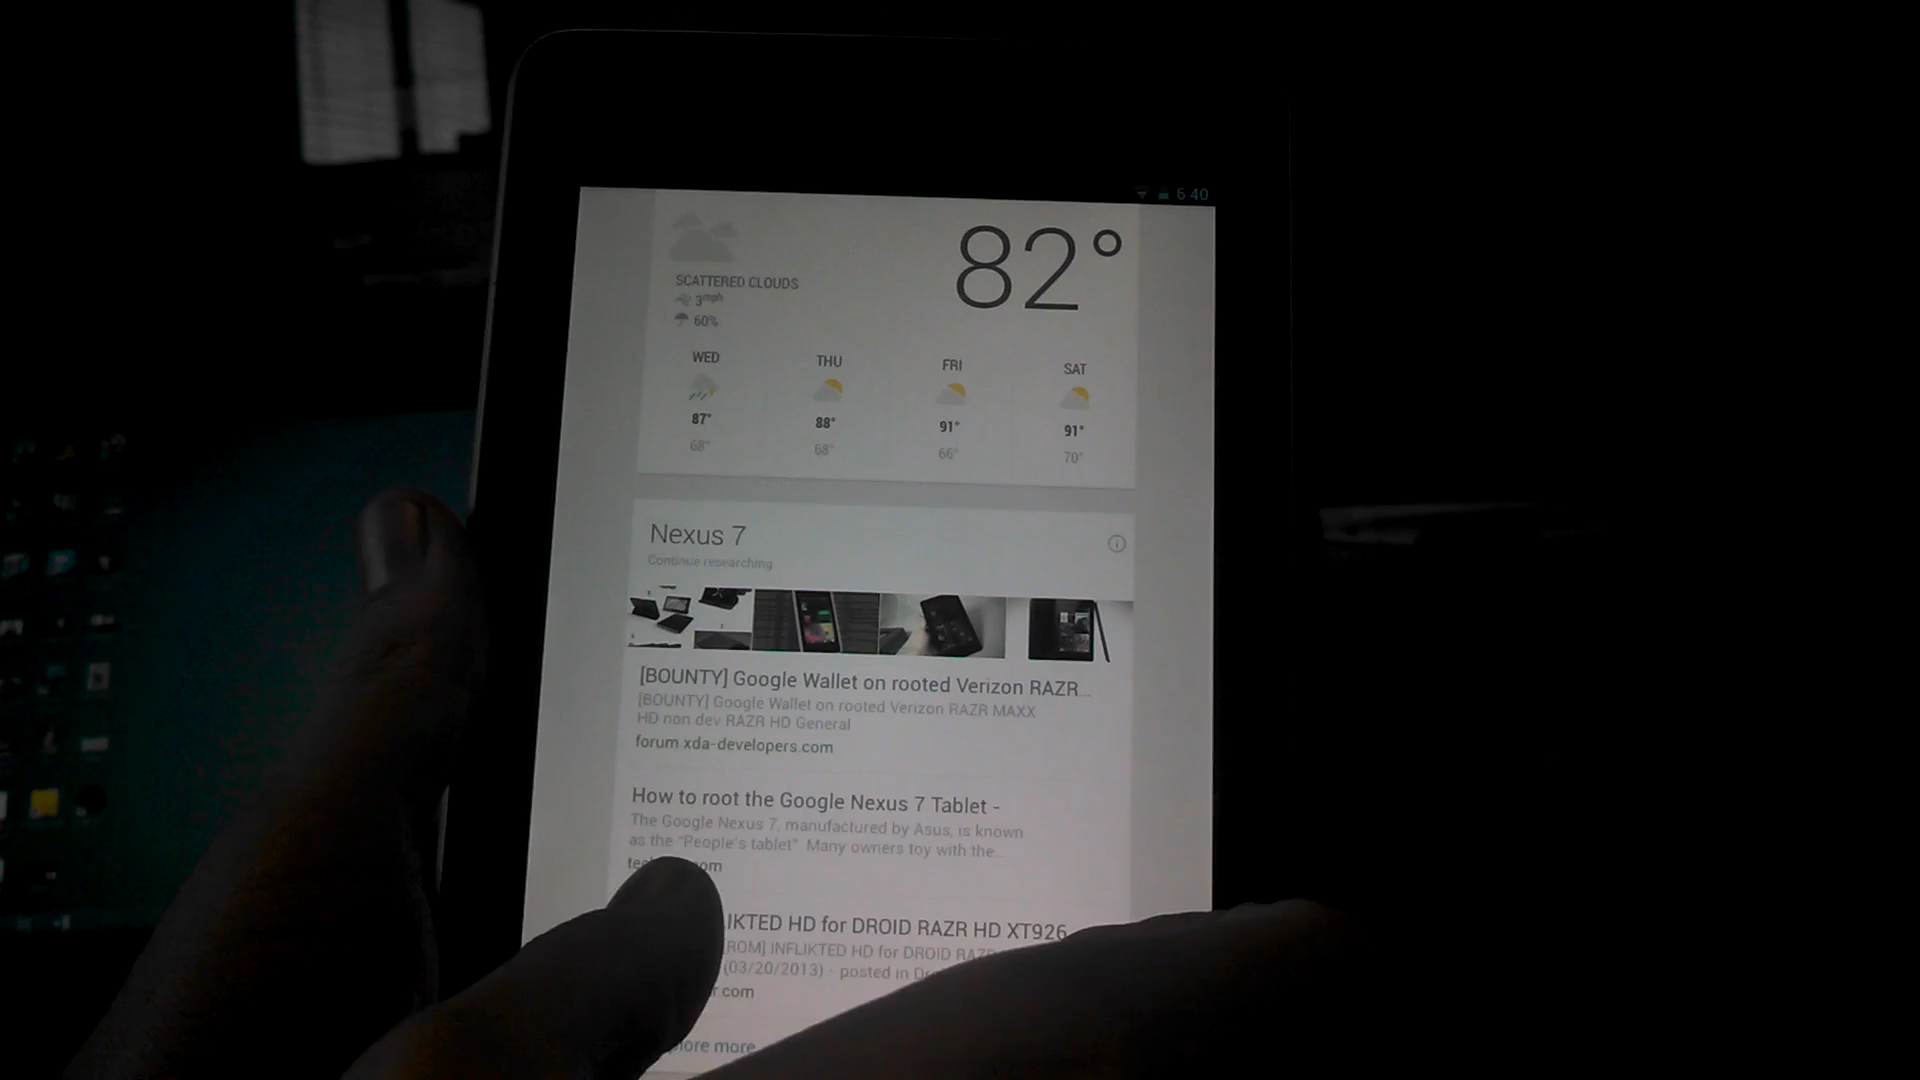 6:40
82°
SCATTERED CLOUDS
3mph
60%
WED THU FRI SAT
87° 88° 91° 91°
68° 68° 66° 70°
Nexus 7
Continue researching
[BOUNTY] Google Wallet on rooted Verizon RAZR...
[BOUNTY] Google Wallet on rooted Verizon RAZR MAXX
HD non dev RAZR HD General
forum.xda-developers.com
How to root the Google Nexus 7 Tablet -
The Google Nexus 7, manufactured by Asus, is known
as the "People's tablet". Many owners toy with the...
IKTED HD for DROID RAZR HD XT926
[ROM] INFLIKTED HD for DROID RAZR
(03/20/2013) - posted in
.com
more